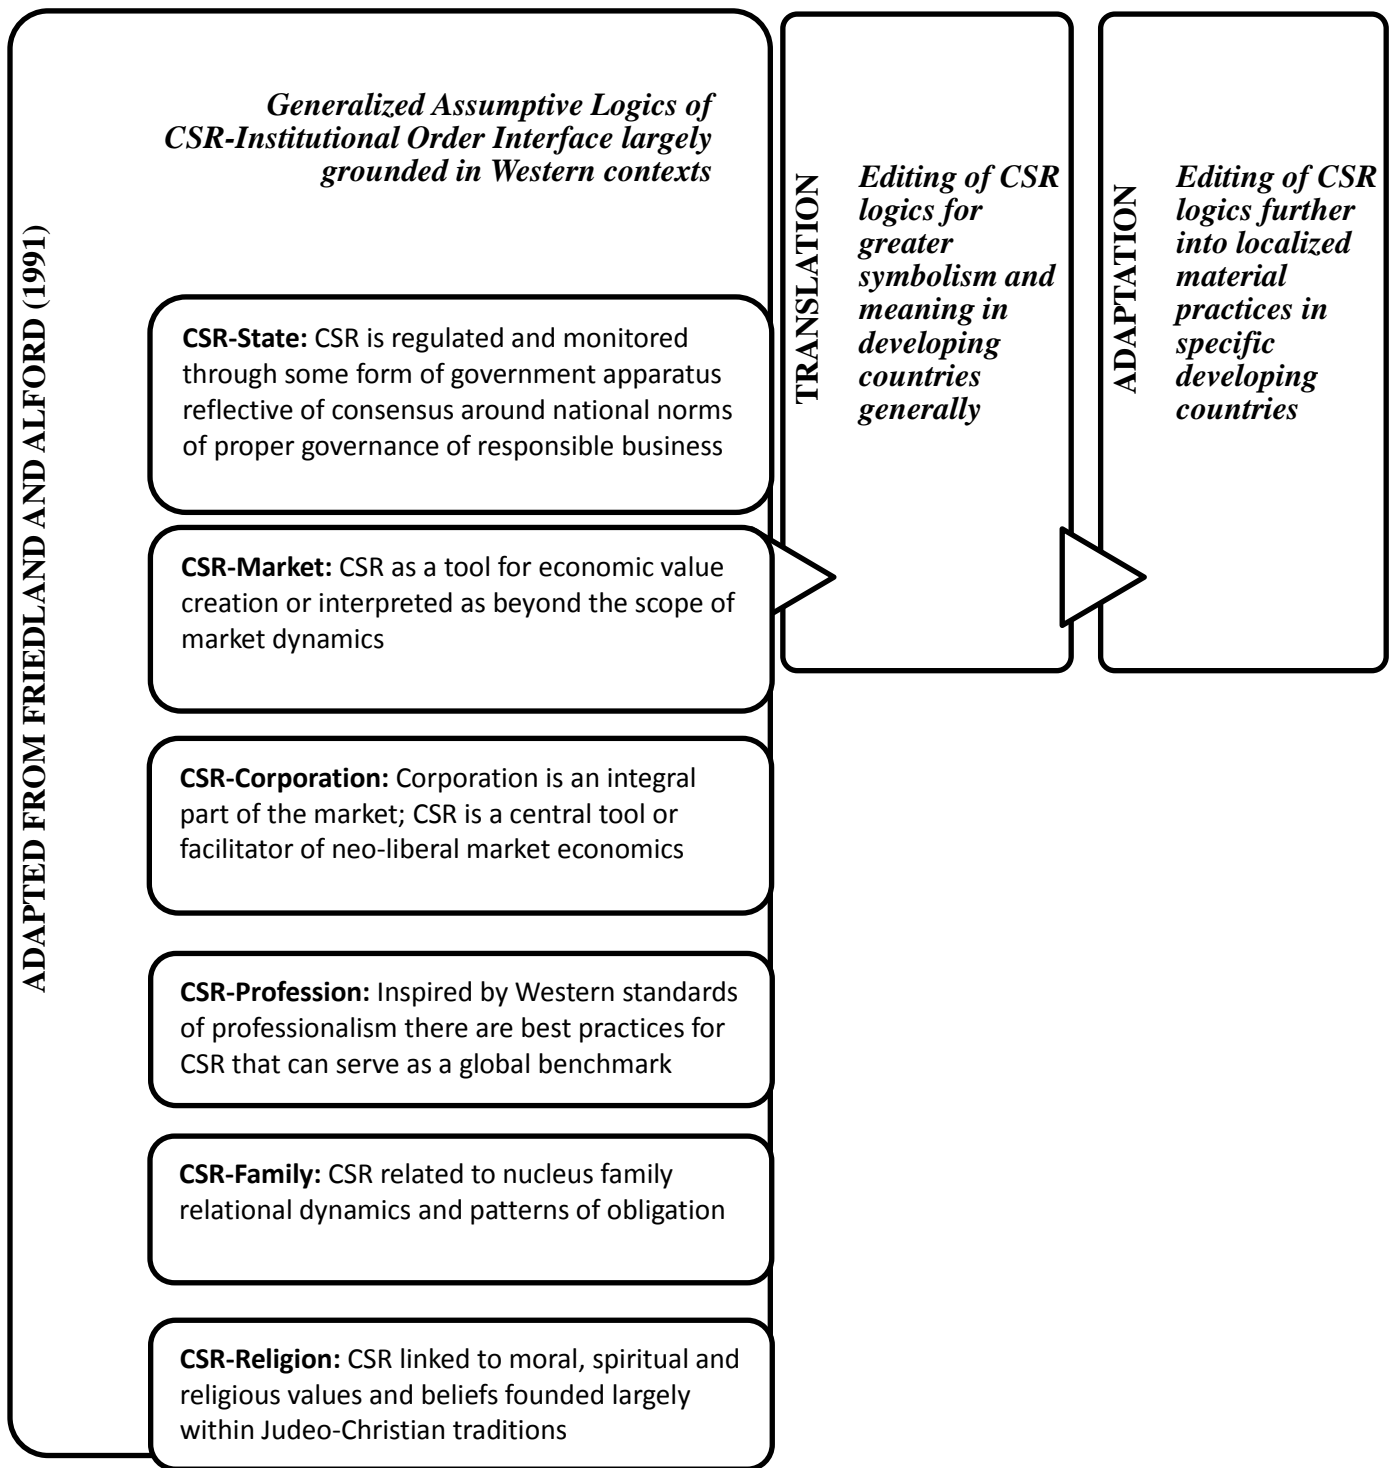 ADAPTED FROM FRIEDLAND AND ALFORD (1991)
Generalized Assumptive Logics of
CSR-Institutional Order Interface largely
grounded in Western contexts
CSR-State: CSR is regulated and monitored
through some form of government apparatus
reflective of consensus around national norms
of proper governance of responsible business
CSR-Market: CSR as a tool for economic value
creation or interpreted as beyond the scope of
market dynamics
CSR-Corporation: Corporation is an integral
part of the market; CSR is a central tool or
facilitator of neo-liberal market economics
CSR-Profession: Inspired by Western standards
of professionalism there are best practices for
CSR that can serve as a global benchmark
CSR-Family: CSR related to nucleus family
relational dynamics and patterns of obligation
CSR-Religion: CSR linked to moral, spiritual and
religious values and beliefs founded largely
within Judeo-Christian traditions
TRANSLATION
Editing of CSR
logics for
greater
symbolism and
meaning in
developing
countries
generally
ADAPTATION
Editing of CSR
logics further
into localized
material
practices in
specific
developing
countries